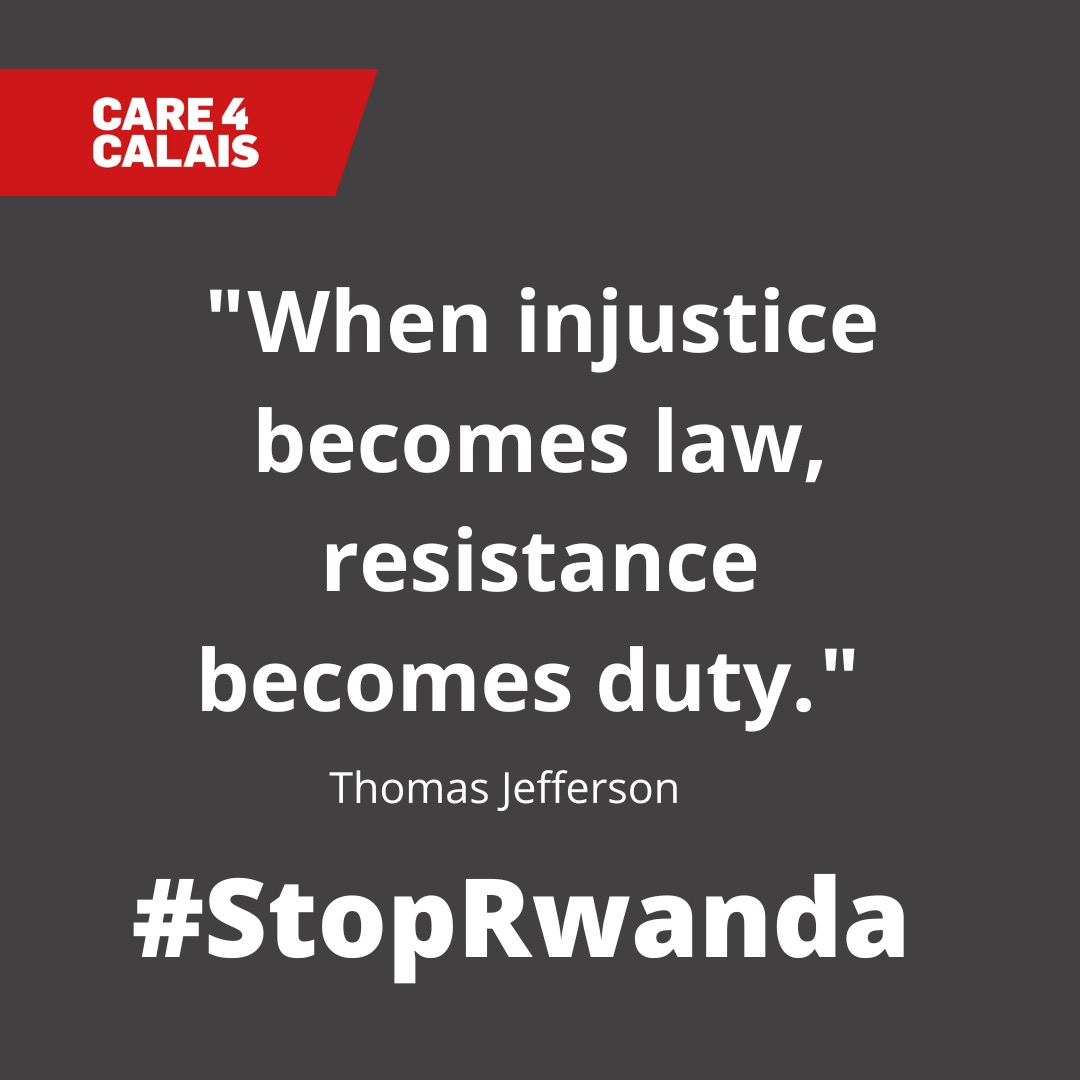 CARE 4
CALAIS
"When injustice
becomes law,
resistance
becomes duty."
Thomas Jefferson
#StopRwanda